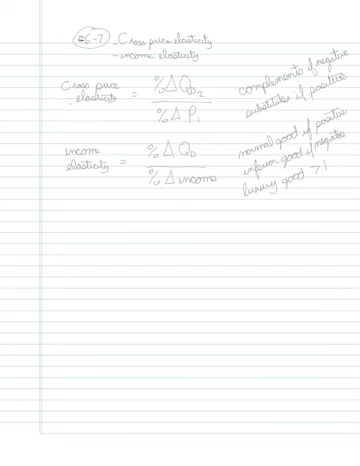 #6-7 - Cross price elasticity
- income elasticity
Cross price elasticity = %ΔQD2 / %ΔP1
complements if negative
substitutes if positive
income elasticity = %ΔQD / %Δincome
normal good if positive
inferior good if negative
luxury good >1